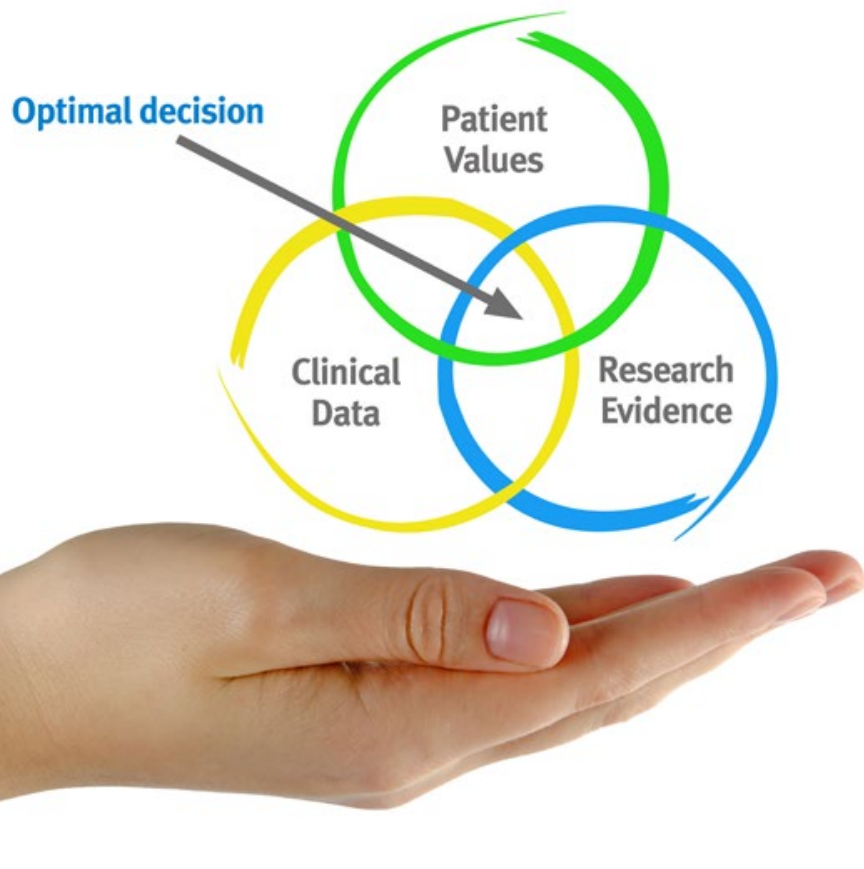 Optimal decision
Patient
Values
Clinical
Data
Research
Evidence